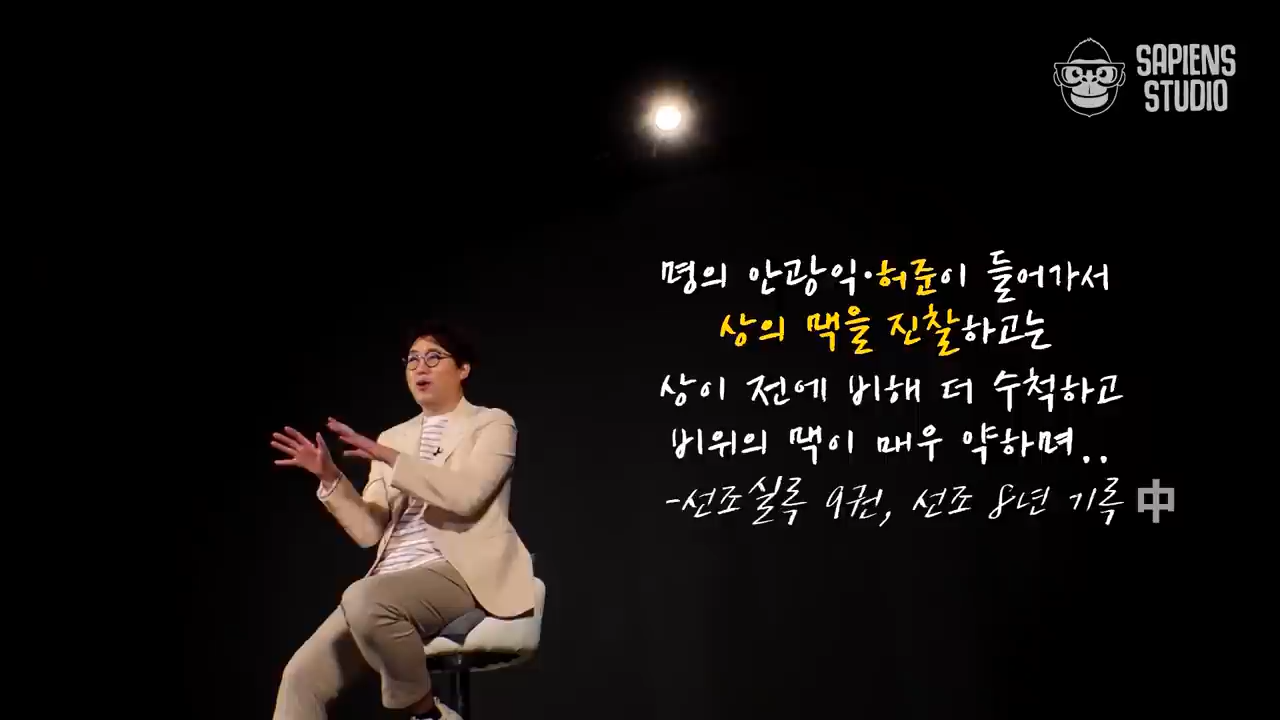 SAPIENS
STUDIO
명의 안광익·허준이 들어가서
상의 맥을 진찰하고는
상이 전에 비해 더 수척하고
비위의 맥이 매우 약하며..
-선조실록 9권, 선조 8년 기록 中